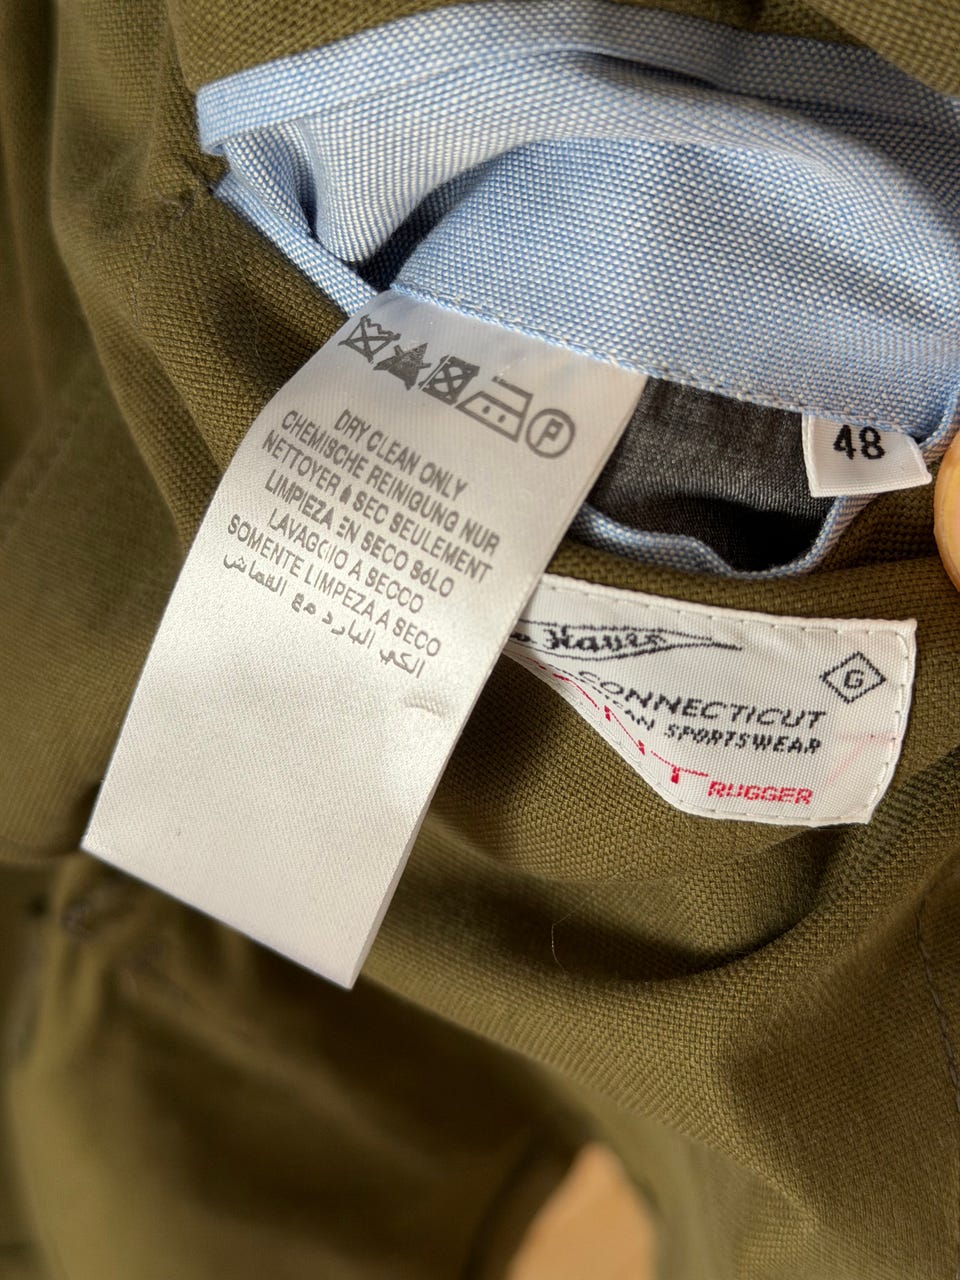 P
DRY CLEAN ONLY
CHEMISCHE REINIGUNG NUR
NETTOYER À SEC SEULEMENT
LIMPIEZA EN SECO SÓLO
LAVAGGIO A SECCO
SOMENTE LIMPEZA A SECO
الكي البارد مع القماش
48
Haven
G
CONNECTICUT
SPORTSWEAR
RUGGER